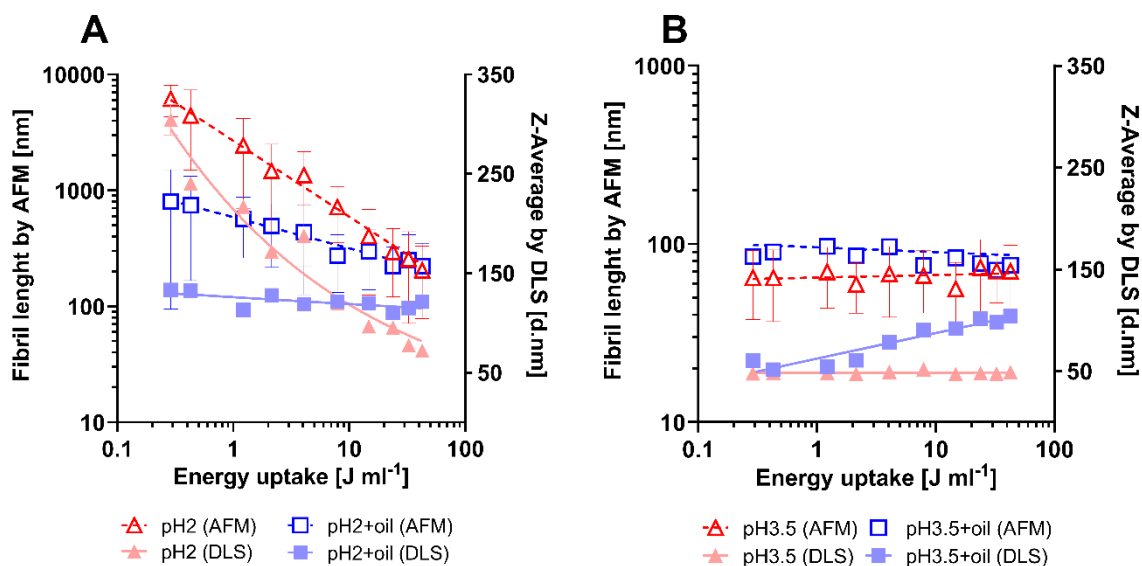 A
B
10000
1000
100
10
Fibril lenght by AFM [nm]
350
250
150
50
Z-Average by DLS [d.nm]
0.1
1
10
100
Energy uptake [J ml⁻¹]
pH2 (AFM)
pH2+oil (AFM)
pH2 (DLS)
pH2+oil (DLS)
1000
100
10
Fibril lenght by AFM [nm]
350
250
150
50
Z-Average by DLS [d.nm]
0.1
1
10
100
Energy uptake [J ml⁻¹]
pH3.5 (AFM)
pH3.5+oil (AFM)
pH3.5 (DLS)
pH3.5+oil (DLS)